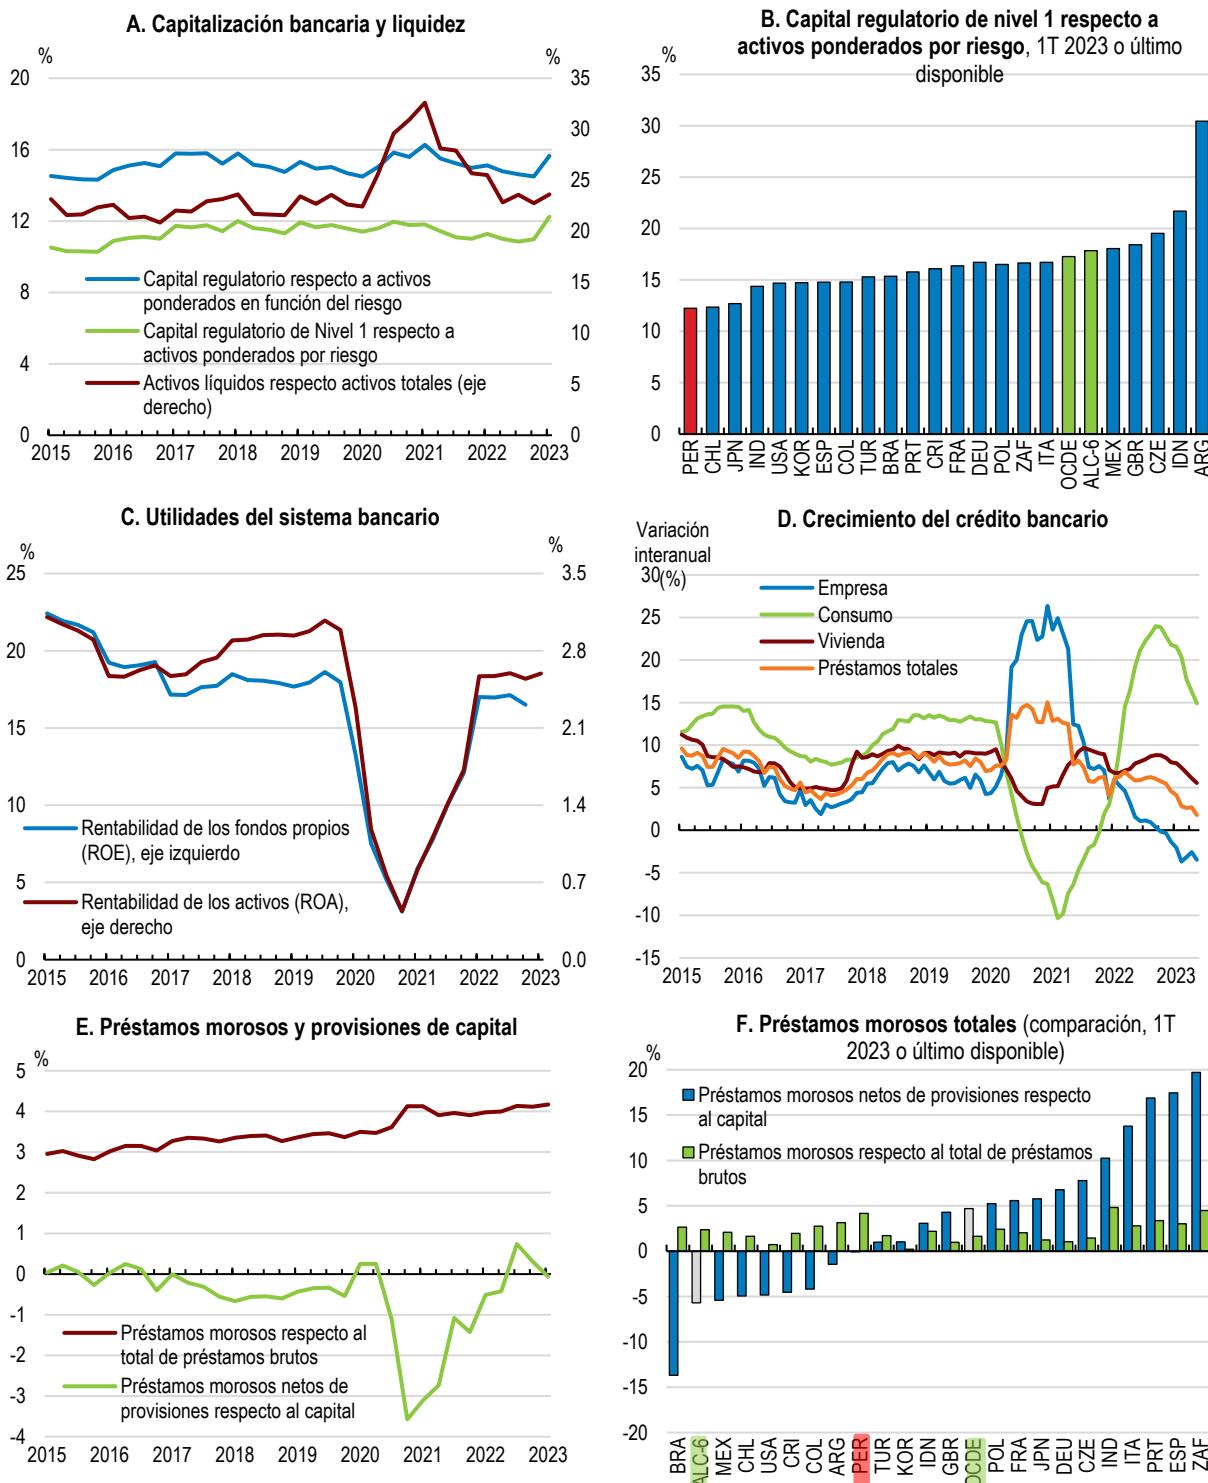 A. Capitalización bancaria y liquidez
%
%
20
16
12
8
4
0
35
30
25
20
15
10
5
0
Capital regulatorio respecto a activos
ponderados en función del riesgo
Capital regulatorio de Nivel 1 respecto a
activos ponderados por riesgo
Activos líquidos respecto activos totales (eje
derecho)
2015 2016 2017 2018 2019 2020 2021 2022 2023
B. Capital regulatorio de nivel 1 respecto a
activos ponderados por riesgo, 1T 2023 o último
disponible
%
35
30
25
20
15
10
5
0
PER CHL JPN IND USA KOR ESP COL TUR BRA PRT CRI FRA DEU POL ZAF ITA OCDE ALC-6 MEX GBR CZE IDN ARG
C. Utilidades del sistema bancario
%
%
25
20
15
10
5
0
3.5
2.8
2.1
1.4
0.7
0.0
Rentabilidad de los fondos propios
(ROE), eje izquierdo
Rentabilidad de los activos (ROA),
eje derecho
2015 2016 2017 2018 2019 2020 2021 2022 2023
D. Crecimiento del crédito bancario
Variación
interanual
(%)
30
25
20
15
10
5
0
-5
-10
-15
Empresa
Consumo
Vivienda
Préstamos totales
2015 2016 2017 2018 2019 2020 2021 2022 2023
E. Préstamos morosos y provisiones de capital
%
5
4
3
2
1
0
-1
-2
-3
-4
Préstamos morosos respecto al
total de préstamos brutos
Préstamos morosos netos de
provisiones respecto al capital
2015 2016 2017 2018 2019 2020 2021 2022 2023
F. Préstamos morosos totales (comparación, 1T
2023 o último disponible)
%
20
15
10
5
0
-5
-10
-15
-20
Préstamos morosos netos de provisiones respecto
al capital
Préstamos morosos respecto al total de préstamos
brutos
BRA ALC-6 MEX CHL USA CRI COL ARG PER TUR KOR IDN GBR OCDE POL FRA JPN DEU CZE IND ITA PRT ESP ZAF